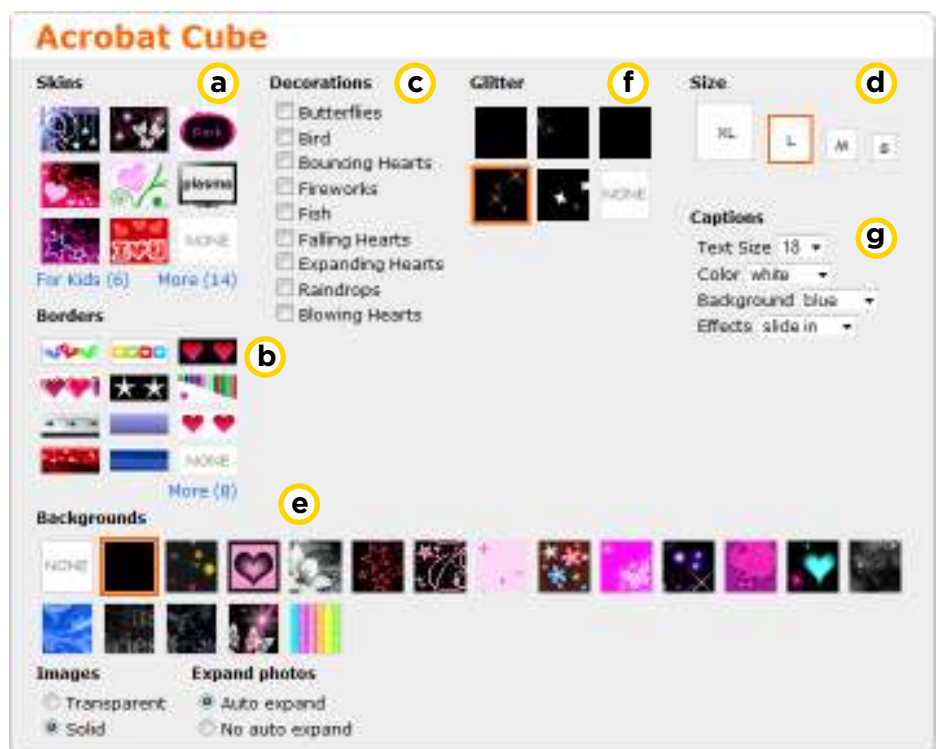 Acrobat Cube
Skins
a
Dark
plasma
I ♥ U
NONE
For Kids (6) More (14)
Borders
b
NONE
More (8)
Decorations
c
Butterflies
Bird
Bouncing Hearts
Fireworks
Fish
Falling Hearts
Expanding Hearts
Raindrops
Blowing Hearts
Glitter
f
NONE
Size
d
XL L M S
Captions
g
Text Size 18
Color white
Background blue
Effects slide in
Backgrounds
e
NONE
Images
Transparent
Solid
Expand photos
Auto expand
No auto expand